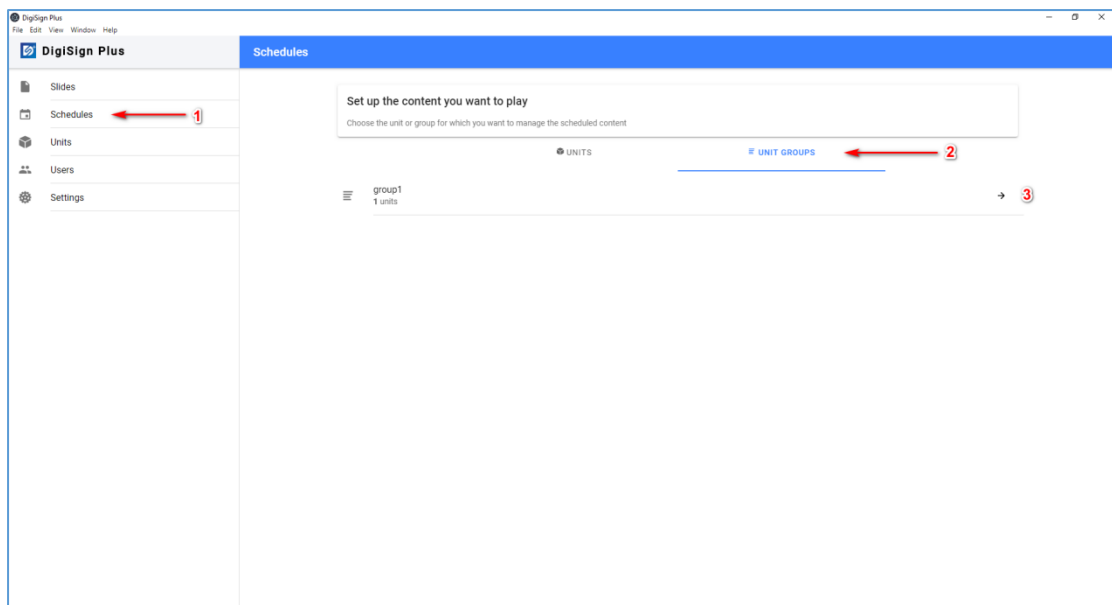 DigiSign Plus
File Edit View Window Help
DigiSign Plus
Schedules
Slides
Schedules
1
Units
Users
Settings
Set up the content you want to play
Choose the unit or group for which you want to manage the scheduled content
UNITS
UNIT GROUPS
2
group1
1 units
3